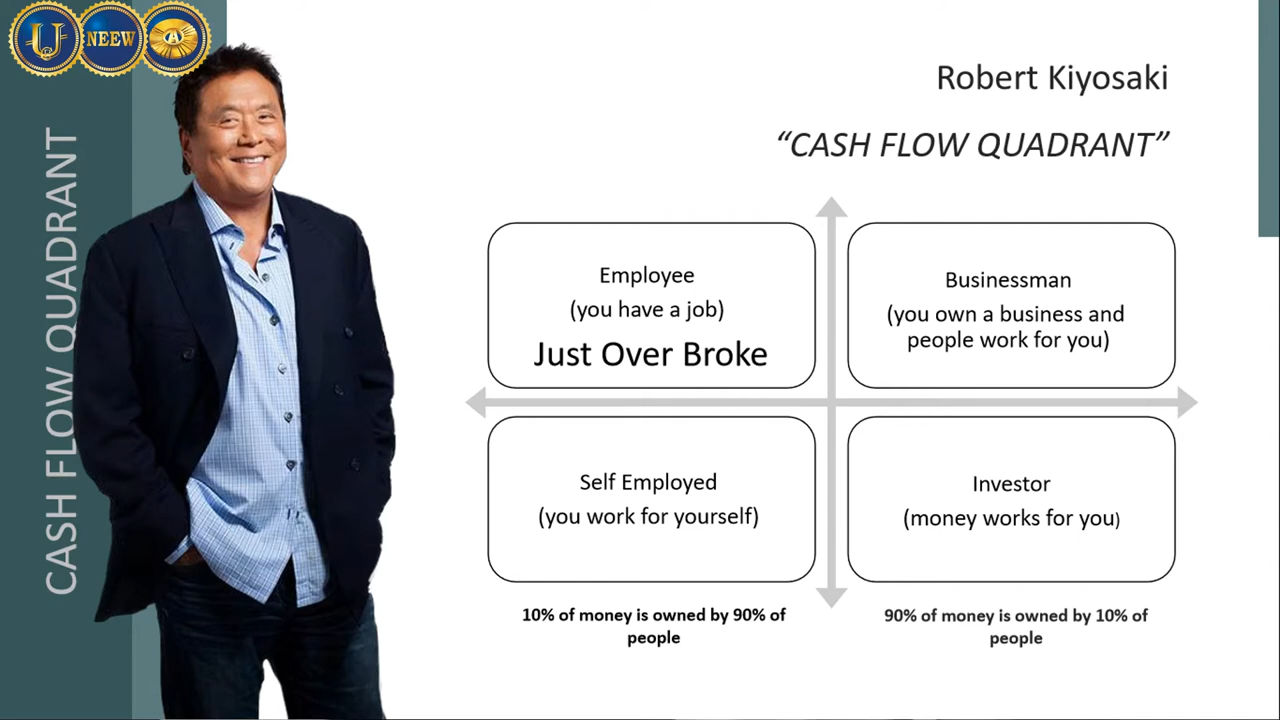 NEEW
A
CASH FLOW QUADRANT
Robert Kiyosaki
“CASH FLOW QUADRANT”
Employee
(you have a job)
Just Over Broke
Businessman
(you own a business and
people work for you)
Self Employed
(you work for yourself)
Investor
(money works for you)
10% of money is owned by 90% of
people
90% of money is owned by 10% of
people